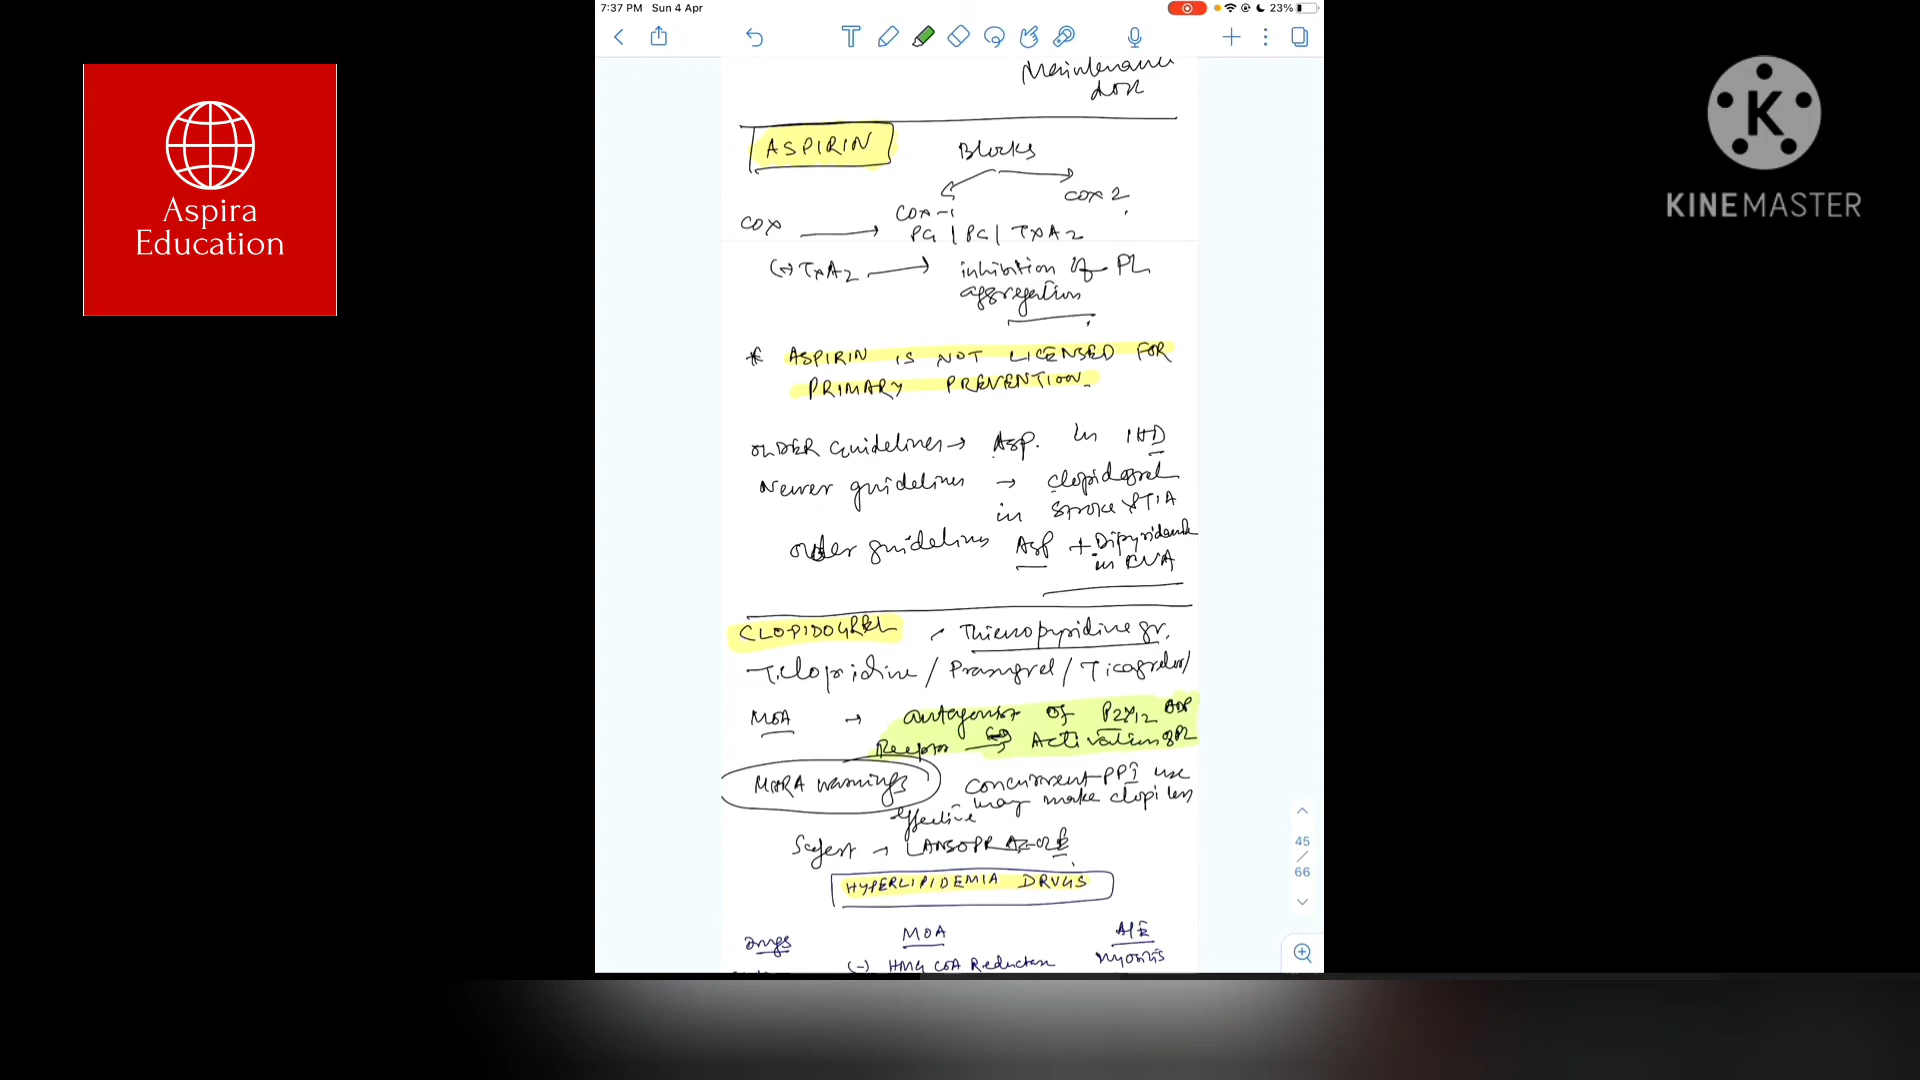 7:37 PM Sun 4 Apr
23%
Aspira
Education
KINEMASTER
Maintenance
ASPIRIN
Blocks
COX-1
COX 2
COX
PG | PC | TXA2
(-) TXA2
inhibition of PL
aggregation
* ASPIRIN IS NOT LICENSED FOR
PRIMARY PREVENTION.
OLDER Guidelines → Asp. in IHD
Newer guidelines → clopidogrel
in stroke & TIA
older guidelines Asp + Dipyridamole
in CVA
CLOPIDOGREL
Thienopyridine gr.
Ticlopidine / Prasugrel / Ticagrelor /
MOA → antagonist of P2Y12 ADP
Receptor → (-) Activation of PL
MHRA warnings
concurrent PPI use
may make clopi less
effective
Safest → LANSOPRAZOLE
HYPERLIPIDEMIA DRUGS
Drugs
MOA
A/E
(-) HMG COA Reductase
Myositis
45
/
66